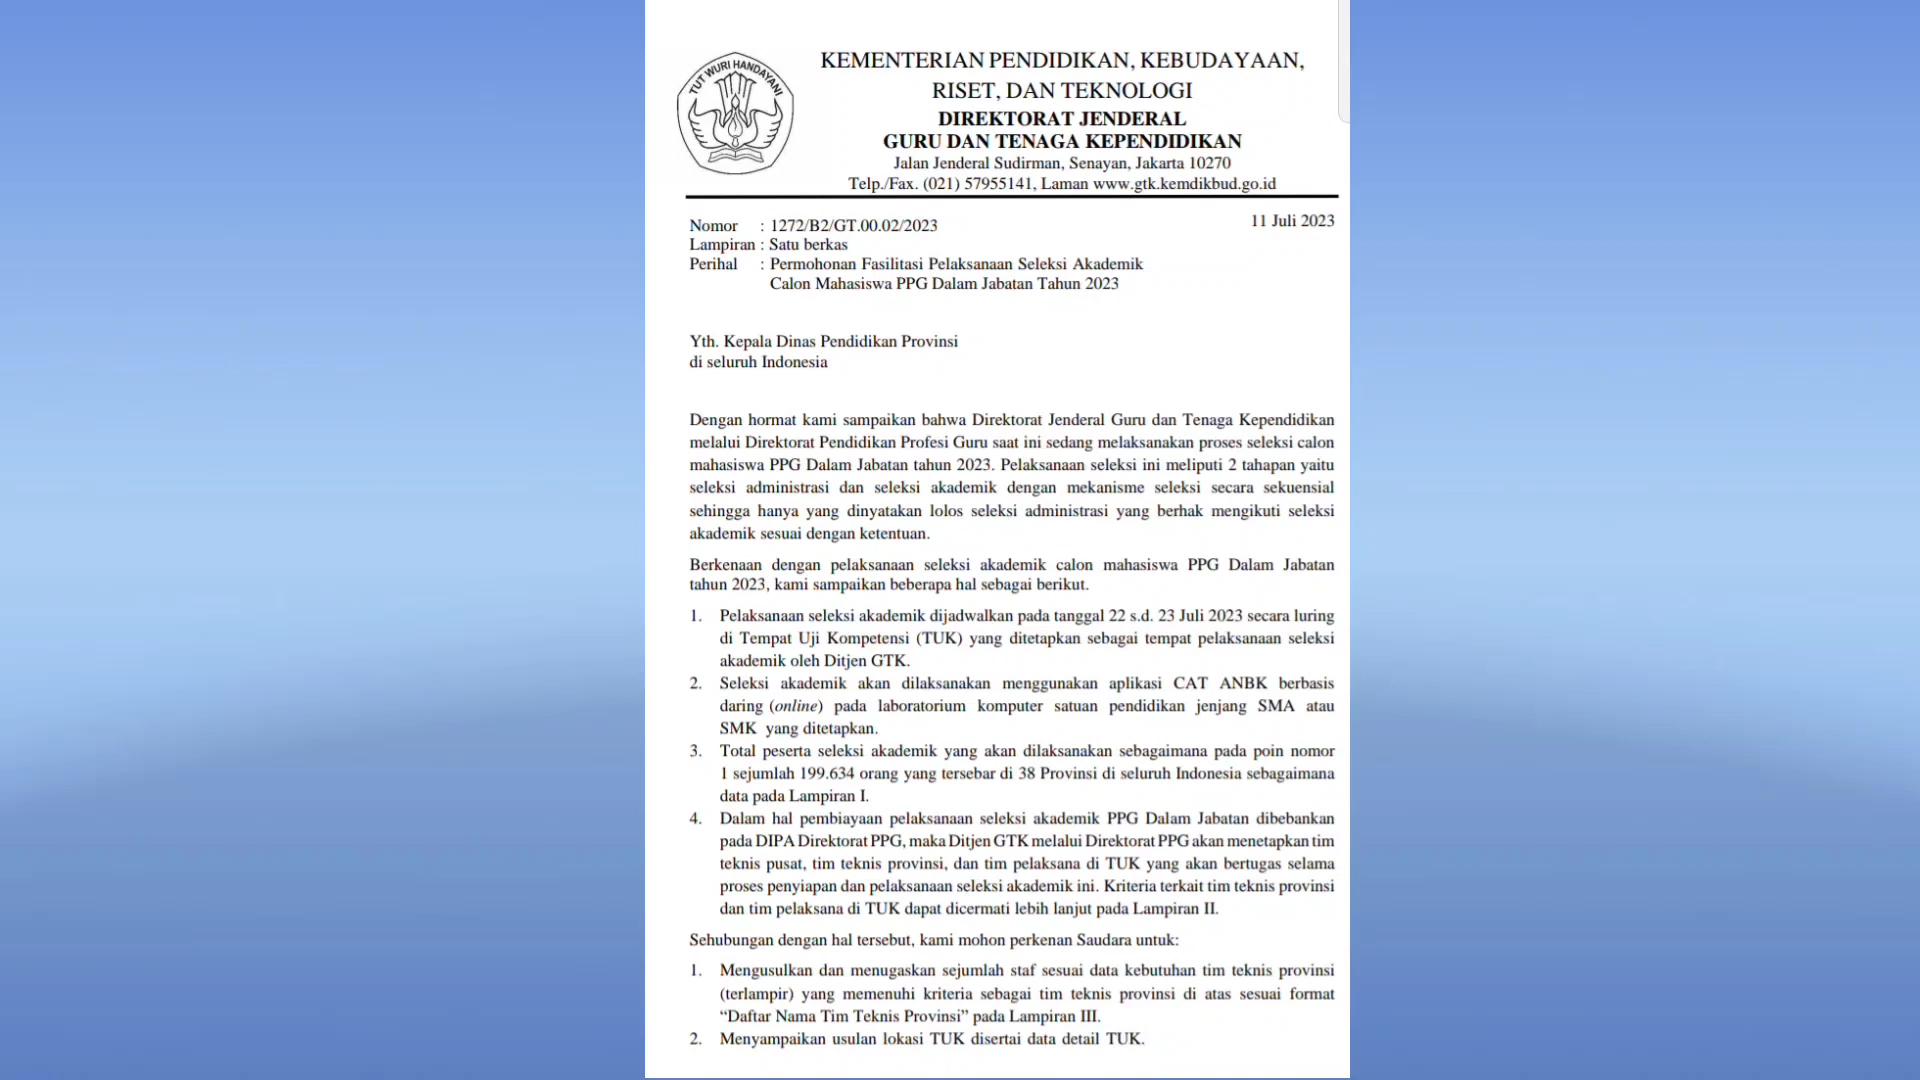 TUT WURI HANDAYANI
KEMENTERIAN PENDIDIKAN, KEBUDAYAAN,
RISET, DAN TEKNOLOGI
DIREKTORAT JENDERAL
GURU DAN TENAGA KEPENDIDIKAN
Jalan Jenderal Sudirman, Senayan, Jakarta 10270
Telp./Fax. (021) 57955141, Laman www.gtk.kemdikbud.go.id
11 Juli 2023
Nomor : 1272/B2/GT.00.02/2023
Lampiran : Satu berkas
Perihal : Permohonan Fasilitasi Pelaksanaan Seleksi Akademik
Calon Mahasiswa PPG Dalam Jabatan Tahun 2023
Yth. Kepala Dinas Pendidikan Provinsi
di seluruh Indonesia
Dengan hormat kami sampaikan bahwa Direktorat Jenderal Guru dan Tenaga Kependidikan
melalui Direktorat Pendidikan Profesi Guru saat ini sedang melaksanakan proses seleksi calon
mahasiswa PPG Dalam Jabatan tahun 2023. Pelaksanaan seleksi ini meliputi 2 tahapan yaitu
seleksi administrasi dan seleksi akademik dengan mekanisme seleksi secara sekuensial
sehingga hanya yang dinyatakan lolos seleksi administrasi yang berhak mengikuti seleksi
akademik sesuai dengan ketentuan.
Berkenaan dengan pelaksanaan seleksi akademik calon mahasiswa PPG Dalam Jabatan
tahun 2023, kami sampaikan beberapa hal sebagai berikut.
1. Pelaksanaan seleksi akademik dijadwalkan pada tanggal 22 s.d. 23 Juli 2023 secara luring
di Tempat Uji Kompetensi (TUK) yang ditetapkan sebagai tempat pelaksanaan seleksi
akademik oleh Ditjen GTK.
2. Seleksi akademik akan dilaksanakan menggunakan aplikasi CAT ANBK berbasis
daring (online) pada laboratorium komputer satuan pendidikan jenjang SMA atau
SMK yang ditetapkan.
3. Total peserta seleksi akademik yang akan dilaksanakan sebagaimana pada poin nomor
1 sejumlah 199.634 orang yang tersebar di 38 Provinsi di seluruh Indonesia sebagaimana
data pada Lampiran I.
4. Dalam hal pembiayaan pelaksanaan seleksi akademik PPG Dalam Jabatan dibebankan
pada DIPA Direktorat PPG, maka Ditjen GTK melalui Direktorat PPG akan menetapkan tim
teknis pusat, tim teknis provinsi, dan tim pelaksana di TUK yang akan bertugas selama
proses penyiapan dan pelaksanaan seleksi akademik ini. Kriteria terkait tim teknis provinsi
dan tim pelaksana di TUK dapat dicermati lebih lanjut pada Lampiran II.
Sehubungan dengan hal tersebut, kami mohon perkenan Saudara untuk:
1. Mengusulkan dan menugaskan sejumlah staf sesuai data kebutuhan tim teknis provinsi
(terlampir) yang memenuhi kriteria sebagai tim teknis provinsi di atas sesuai format
“Daftar Nama Tim Teknis Provinsi” pada Lampiran III.
2. Menyampaikan usulan lokasi TUK disertai data detail TUK.